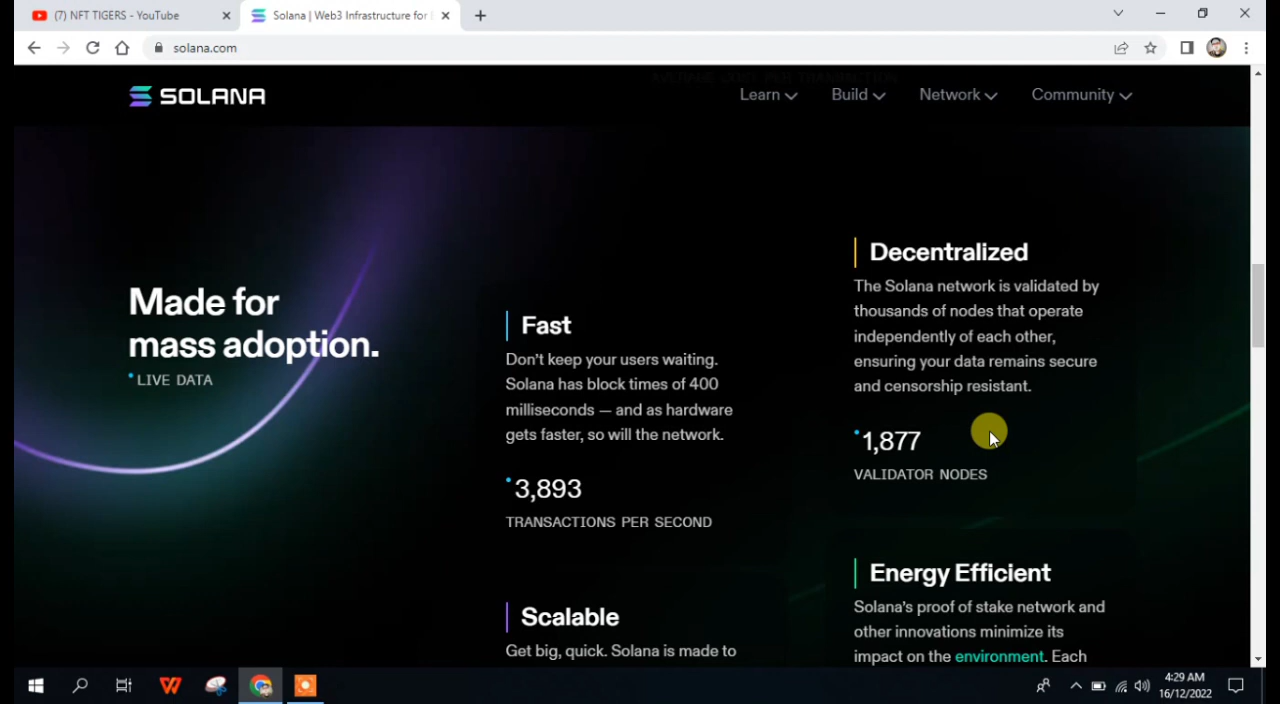 (7) NFT TIGERS - YouTube
Solana | Web3 Infrastructure for
solana.com
AVERAGE COST PER TRANSACTION
SOLANA
Learn
Build
Network
Community
Made for
mass adoption.
LIVE DATA
Fast
Don't keep your users waiting.
Solana has block times of 400
milliseconds — and as hardware
gets faster, so will the network.
3,893
TRANSACTIONS PER SECOND
Scalable
Get big, quick. Solana is made to
Decentralized
The Solana network is validated by
thousands of nodes that operate
independently of each other,
ensuring your data remains secure
and censorship resistant.
1,877
VALIDATOR NODES
Energy Efficient
Solana's proof of stake network and
other innovations minimize its
impact on the environment. Each
4:29 AM
16/12/2022